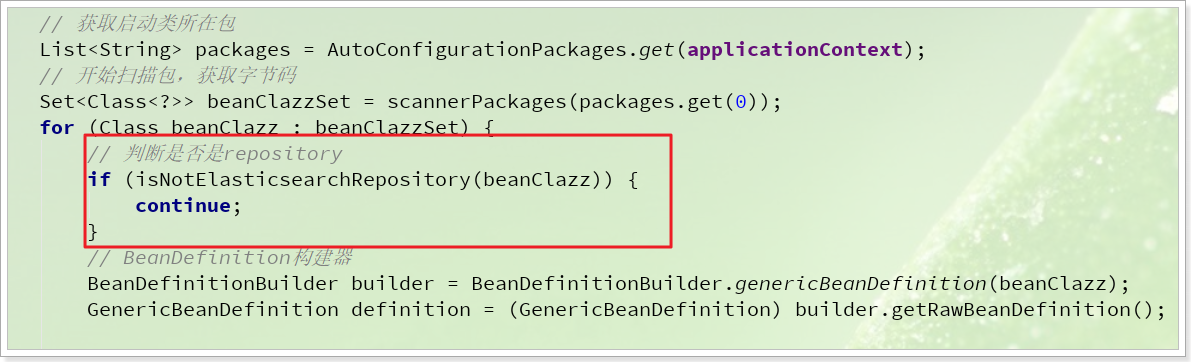 // 获取启动类所在包
List<String> packages = AutoConfigurationPackages.get(applicationContext);
// 开始扫描包，获取字节码
Set<Class<?>> beanClazzSet = scannerPackages(packages.get(0));
for (Class beanClazz : beanClazzSet) {
// 判断是否是repository
if (isNotElasticsearchRepository(beanClazz)) {
continue;
}
// BeanDefinition构建器
BeanDefinitionBuilder builder = BeanDefinitionBuilder.genericBeanDefinition(beanClazz);
GenericBeanDefinition definition = (GenericBeanDefinition) builder.getRawBeanDefinition();